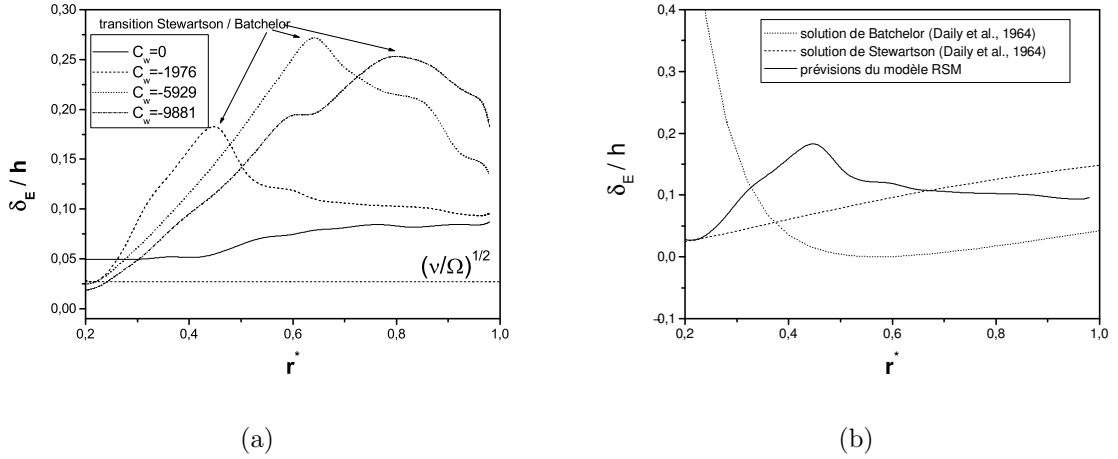 transition Stewartson / Batchelor
C_w=0
C_w=-1976
C_w=-5929
C_w=-9881
0,30
0,25
0,20
0,15
0,10
0,05
0,00
δ_E / h
(ν/Ω)^1/2
0,2 0,4 0,6 0,8 1,0
r*
(a)
solution de Batchelor (Daily et al., 1964)
solution de Stewartson (Daily et al., 1964)
prévisions du modèle RSM
0,4
0,3
0,2
0,1
0,0
-0,1
δ_E / h
0,2 0,4 0,6 0,8 1,0
r*
(b)